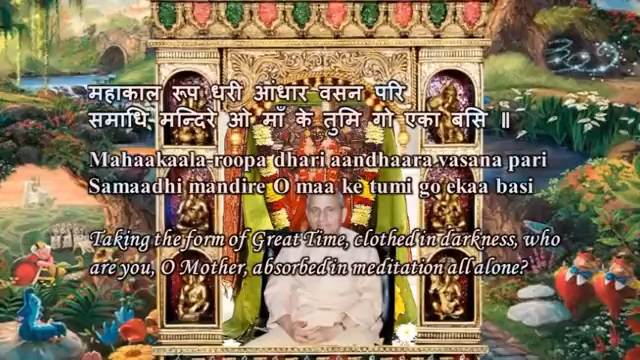 महाकाल रूप धरी आंधार वसन परि
समाधि मन्दिरे ओ माँ के तुमि गो एका बसि ॥
Mahaakaala-roopa dhari aandhaara vasana pari
Samaadhi mandire O maa ke tumi go ekaa basi
Taking the form of Great Time, clothed in darkness, who
are you, O Mother, absorbed in meditation all alone?